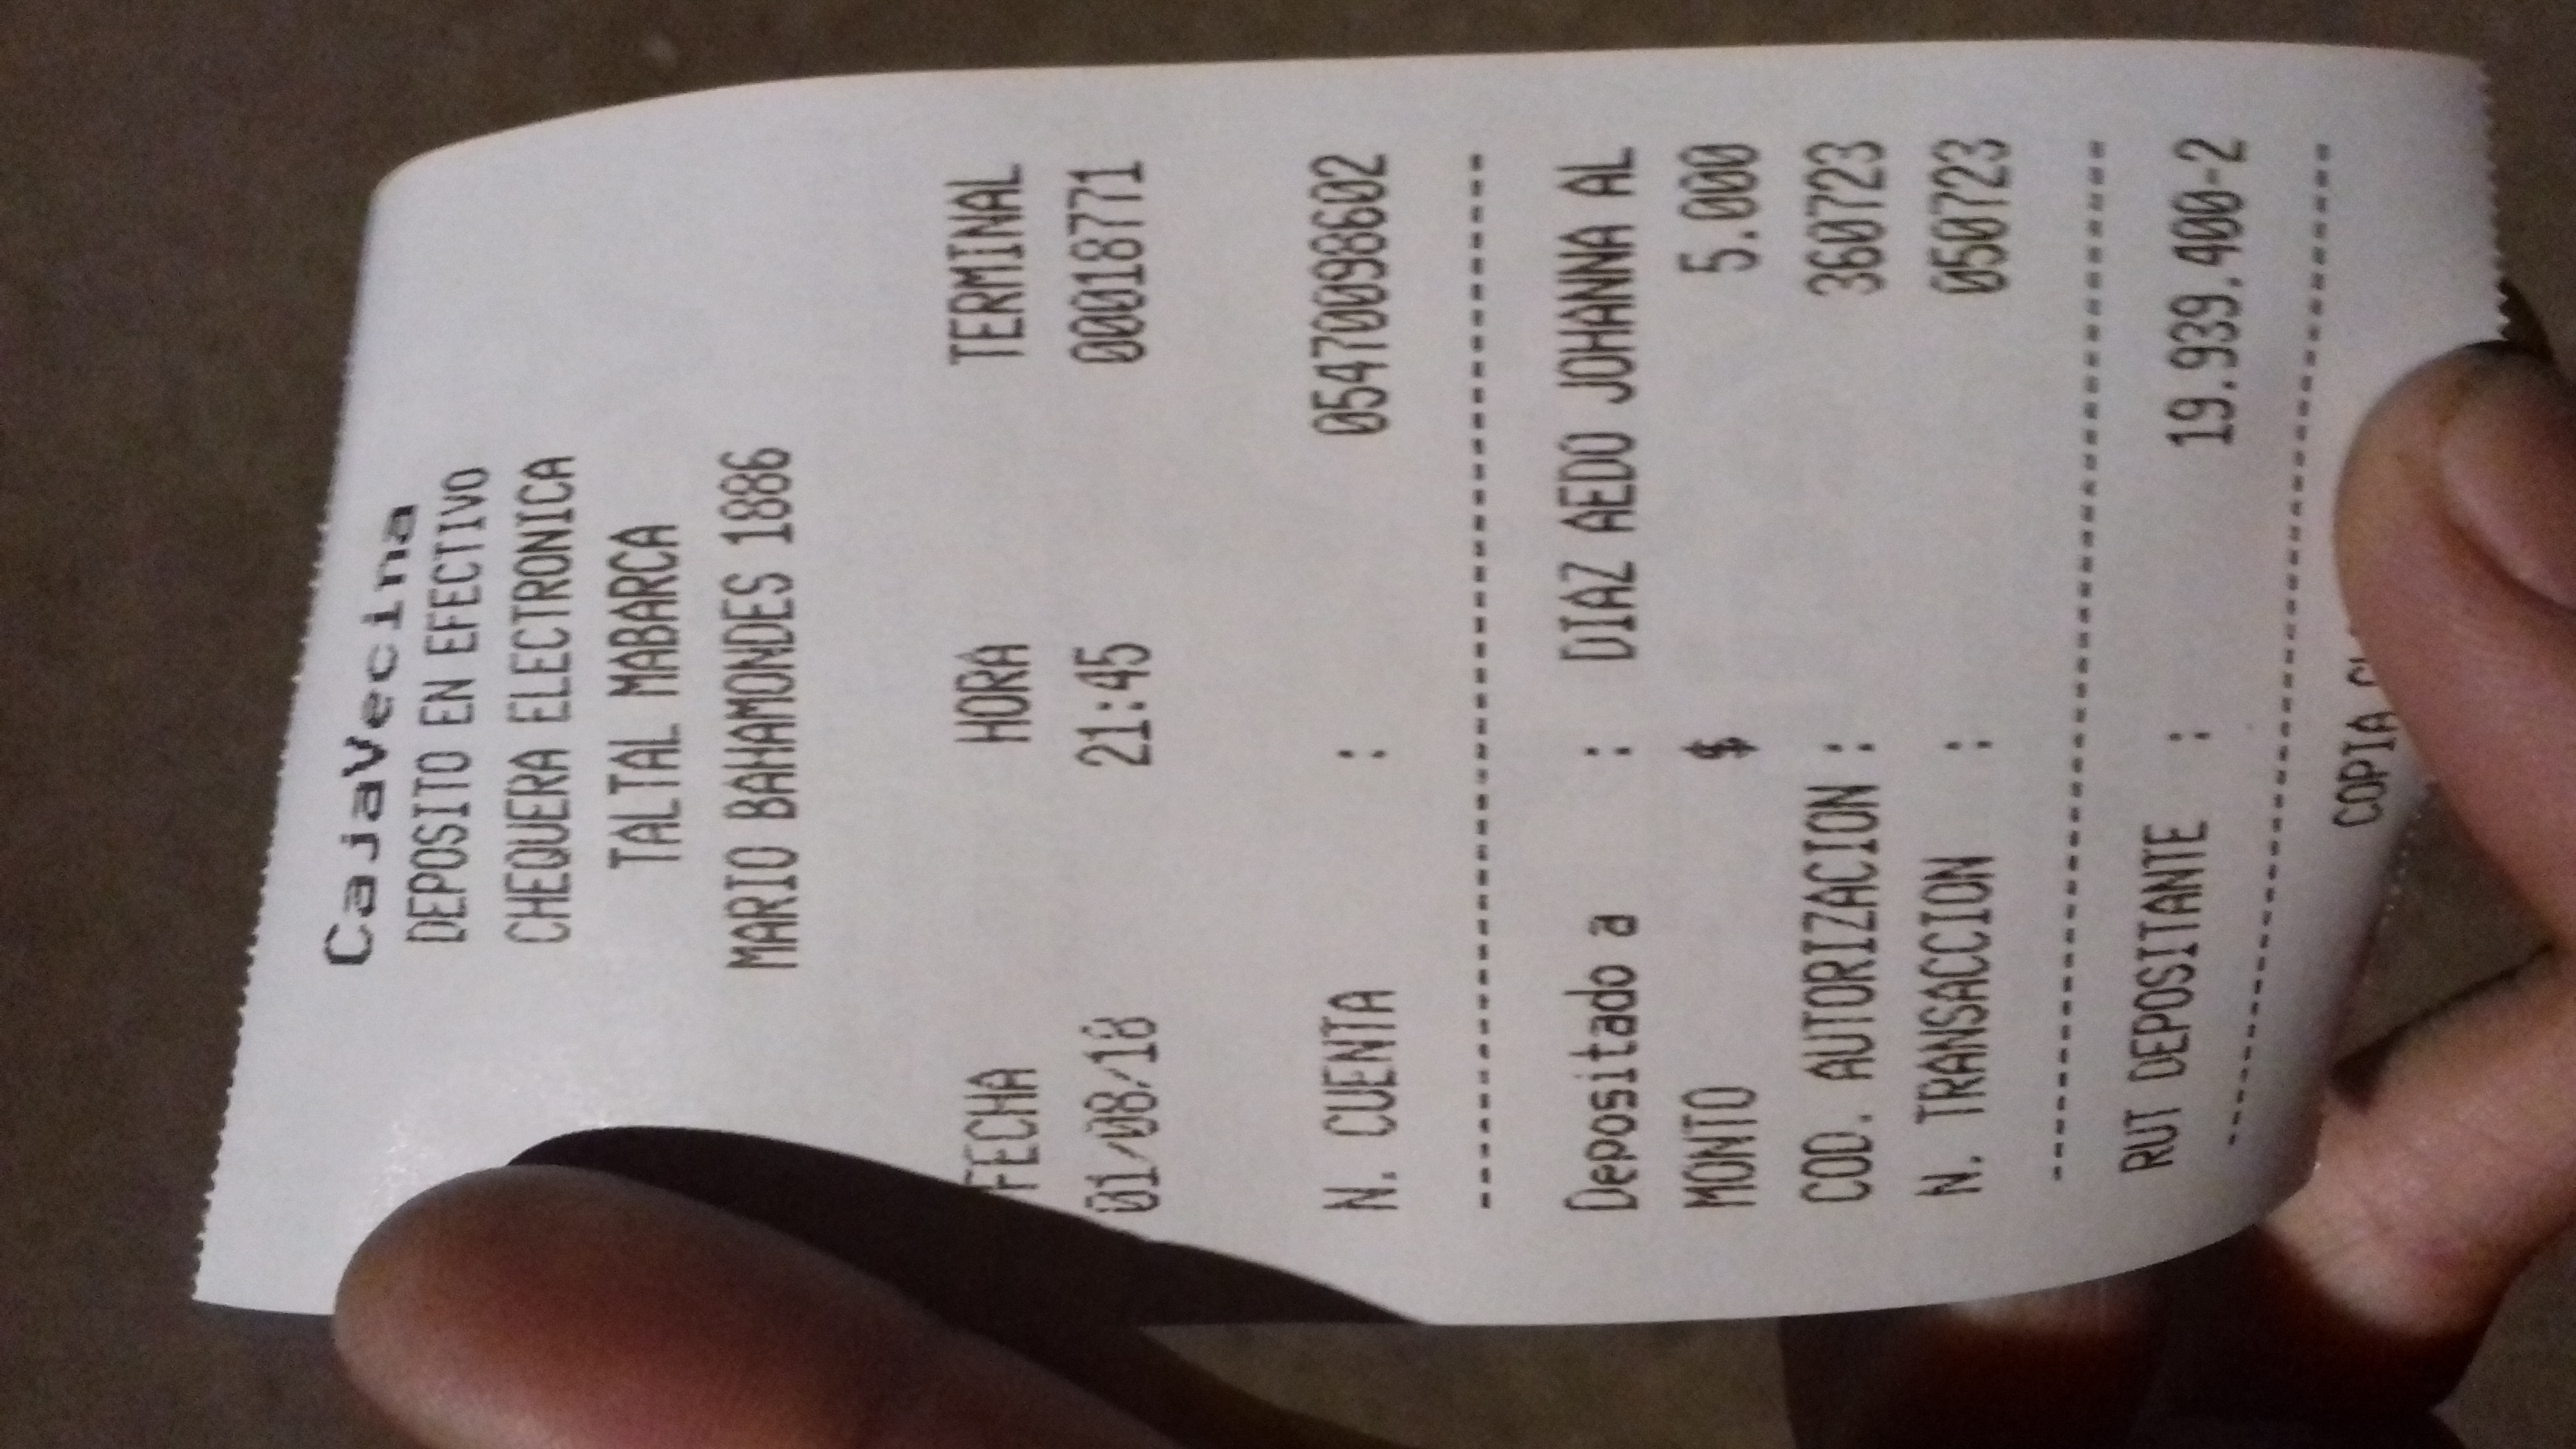 CajaVecina
DEPOSITO EN EFECTIVO
CHEQUERA ELECTRONICA
TALTAL MABARCA
MARIO BAHAMONDES 1886
FECHA HORA TERMINAL
01/08/18 21:45 00018771
N. CUENTA : 05470098602
Depositado a : DIAZ AEDO JOHANNA AL
MONTO $ 5.000
COD. AUTORIZACION : 360723
N. TRANSACCION : 050723
RUT DEPOSITANTE : 19.939.400-2
COPIA